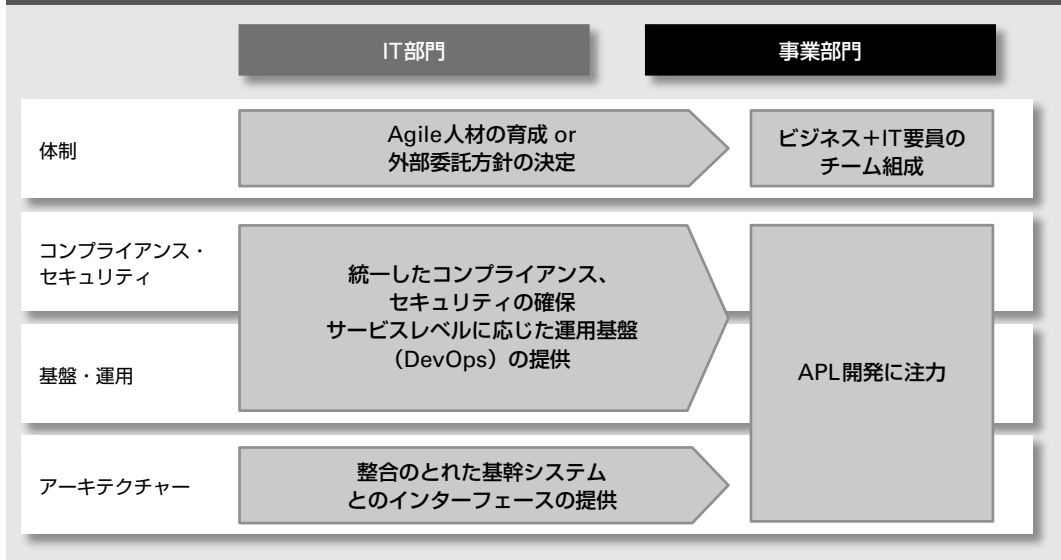 IT部門
事業部門
体制
Agile人材の育成 or
外部委託方針の決定
ビジネス＋IT要員の
チーム組成
コンプライアンス・
セキュリティ
統一したコンプライアンス、
セキュリティの確保
サービスレベルに応じた運用基盤
（DevOps）の提供
基盤・運用
APL開発に注力
アーキテクチャー
整合のとれた基幹システム
とのインターフェースの提供